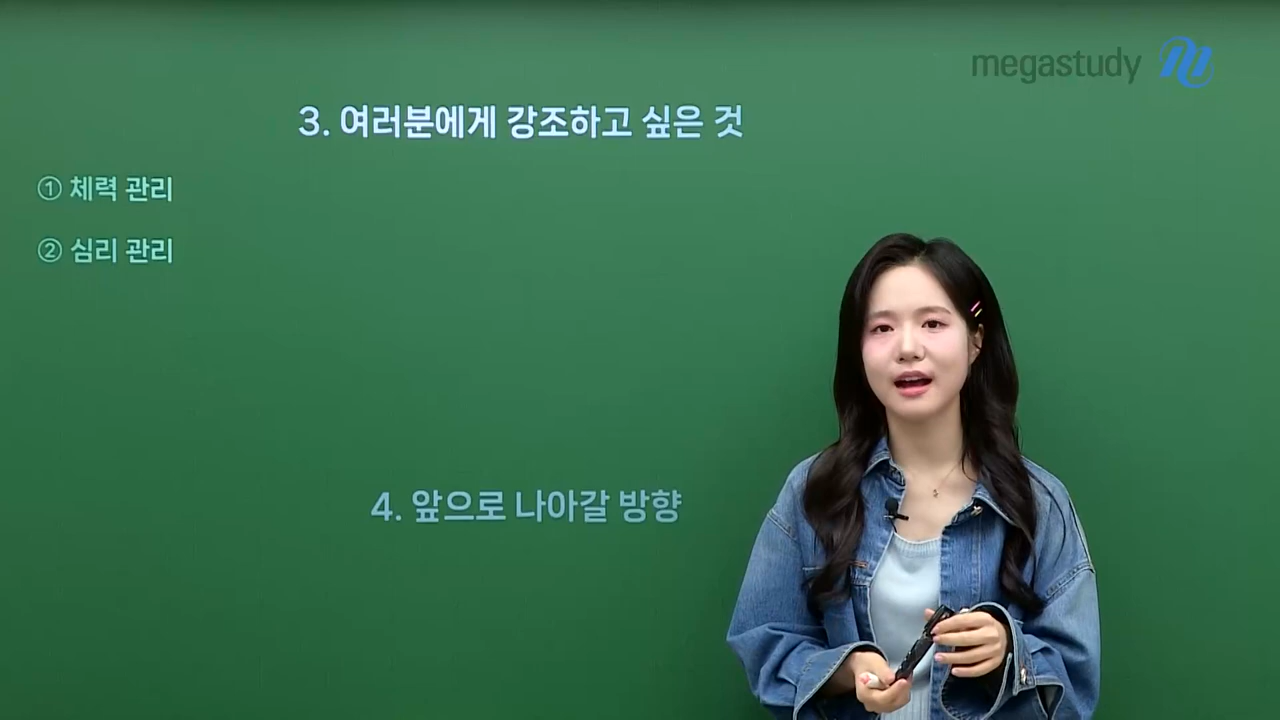 megastudy
3. 여러분에게 강조하고 싶은 것
① 체력 관리
② 심리 관리
4. 앞으로 나아갈 방향